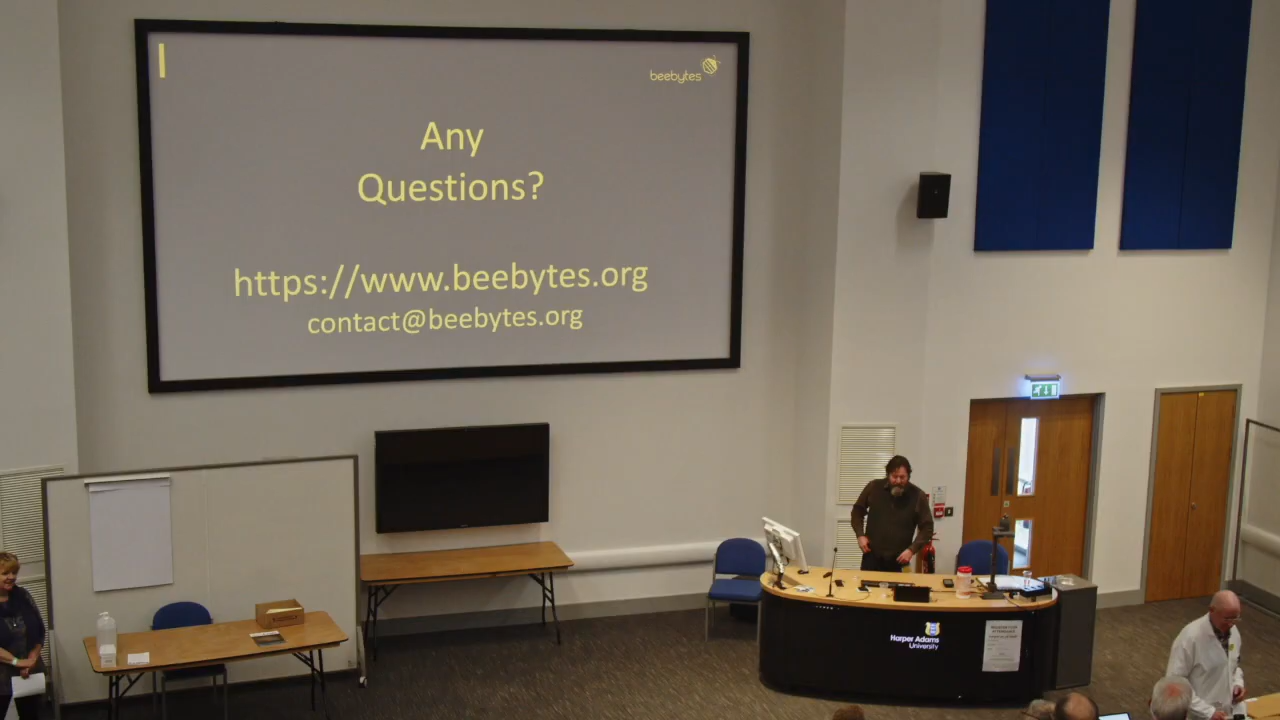 beebytes
Any
Questions?
https://www.beebytes.org
contact@beebytes.org
Harper Adams
University